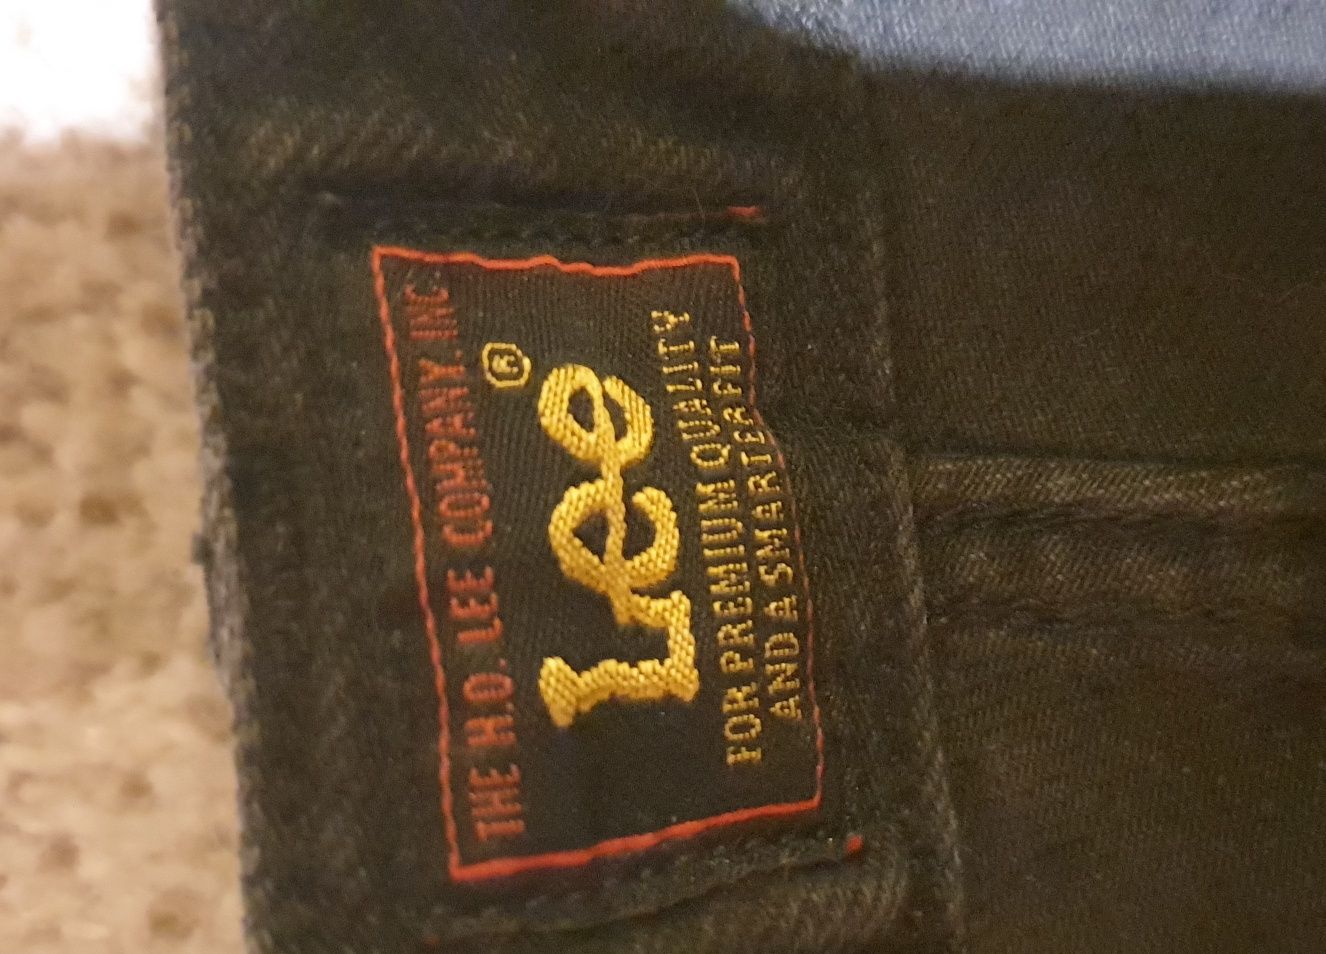 THE H.D. LEE COMPANY, INC.
Lee®
FOR PREMIUM QUALITY
AND A SMARTER FIT